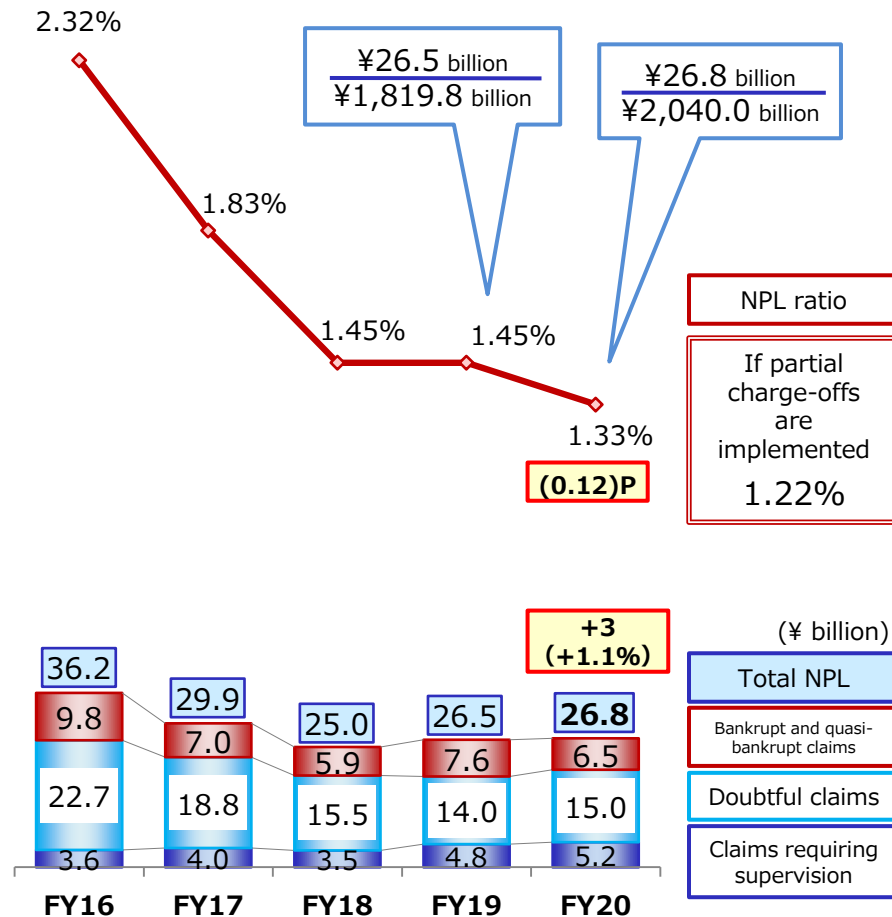 2.32%
¥26.5 billion
¥1,819.8 billion
¥26.8 billion
¥2,040.0 billion
1.83%
1.45%
1.45%
1.33%
(0.12)P
NPL ratio
If partial
charge-offs
are
implemented
1.22%
+3
(+1.1%)
(¥ billion)
36.2
29.9
25.0
26.5
26.8
Total NPL
9.8
7.0
5.9
7.6
6.5
Bankrupt and quasi-
bankrupt claims
22.7
18.8
15.5
14.0
15.0
Doubtful claims
3.6
4.0
3.5
4.8
5.2
Claims requiring
supervision
FY16
FY17
FY18
FY19
FY20